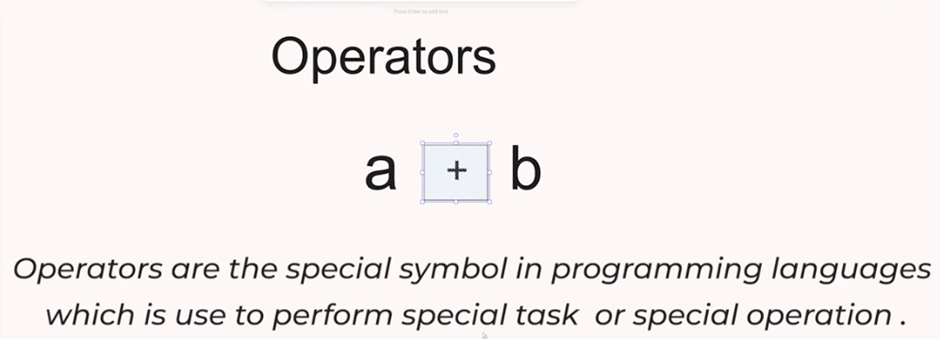 Press Enter to add text
Operators
a + b
Operators are the special symbol in programming languages
which is use to perform special task or special operation .